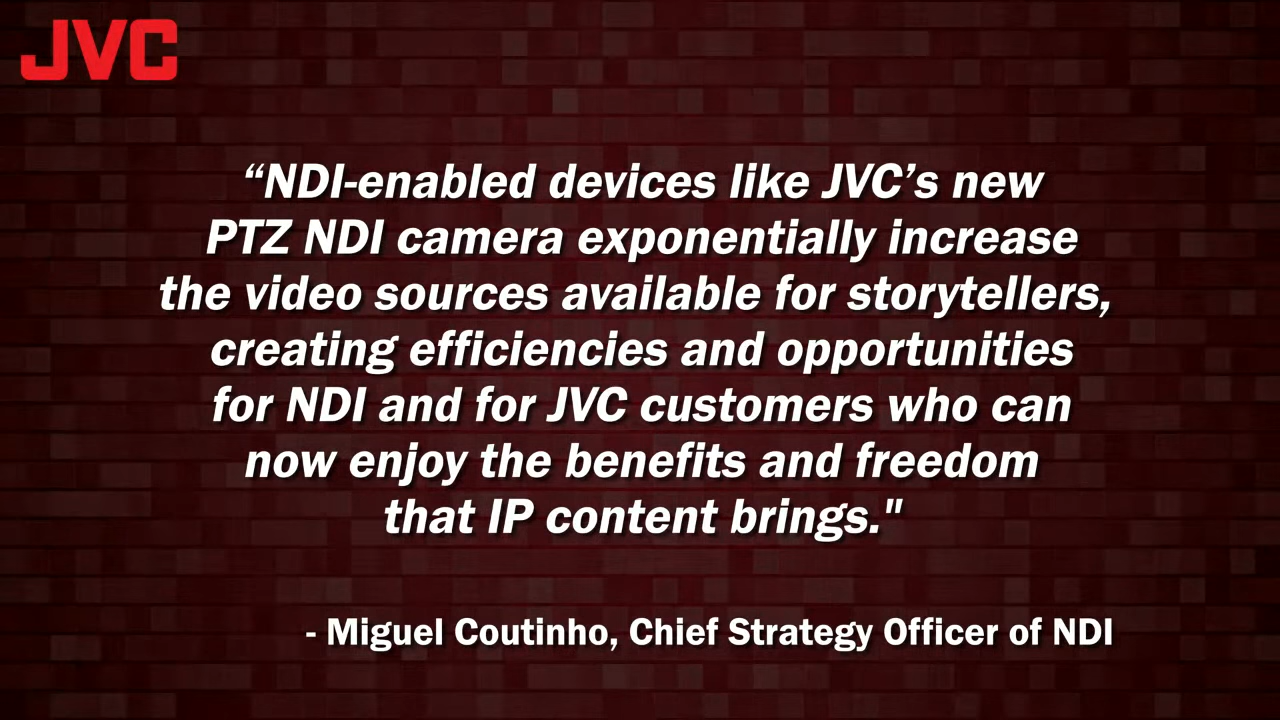 JVC
“NDI-enabled devices like JVC’s new
PTZ NDI camera exponentially increase
the video sources available for storytellers,
creating efficiencies and opportunities
for NDI and for JVC customers who can
now enjoy the benefits and freedom
that IP content brings."
- Miguel Coutinho, Chief Strategy Officer of NDI